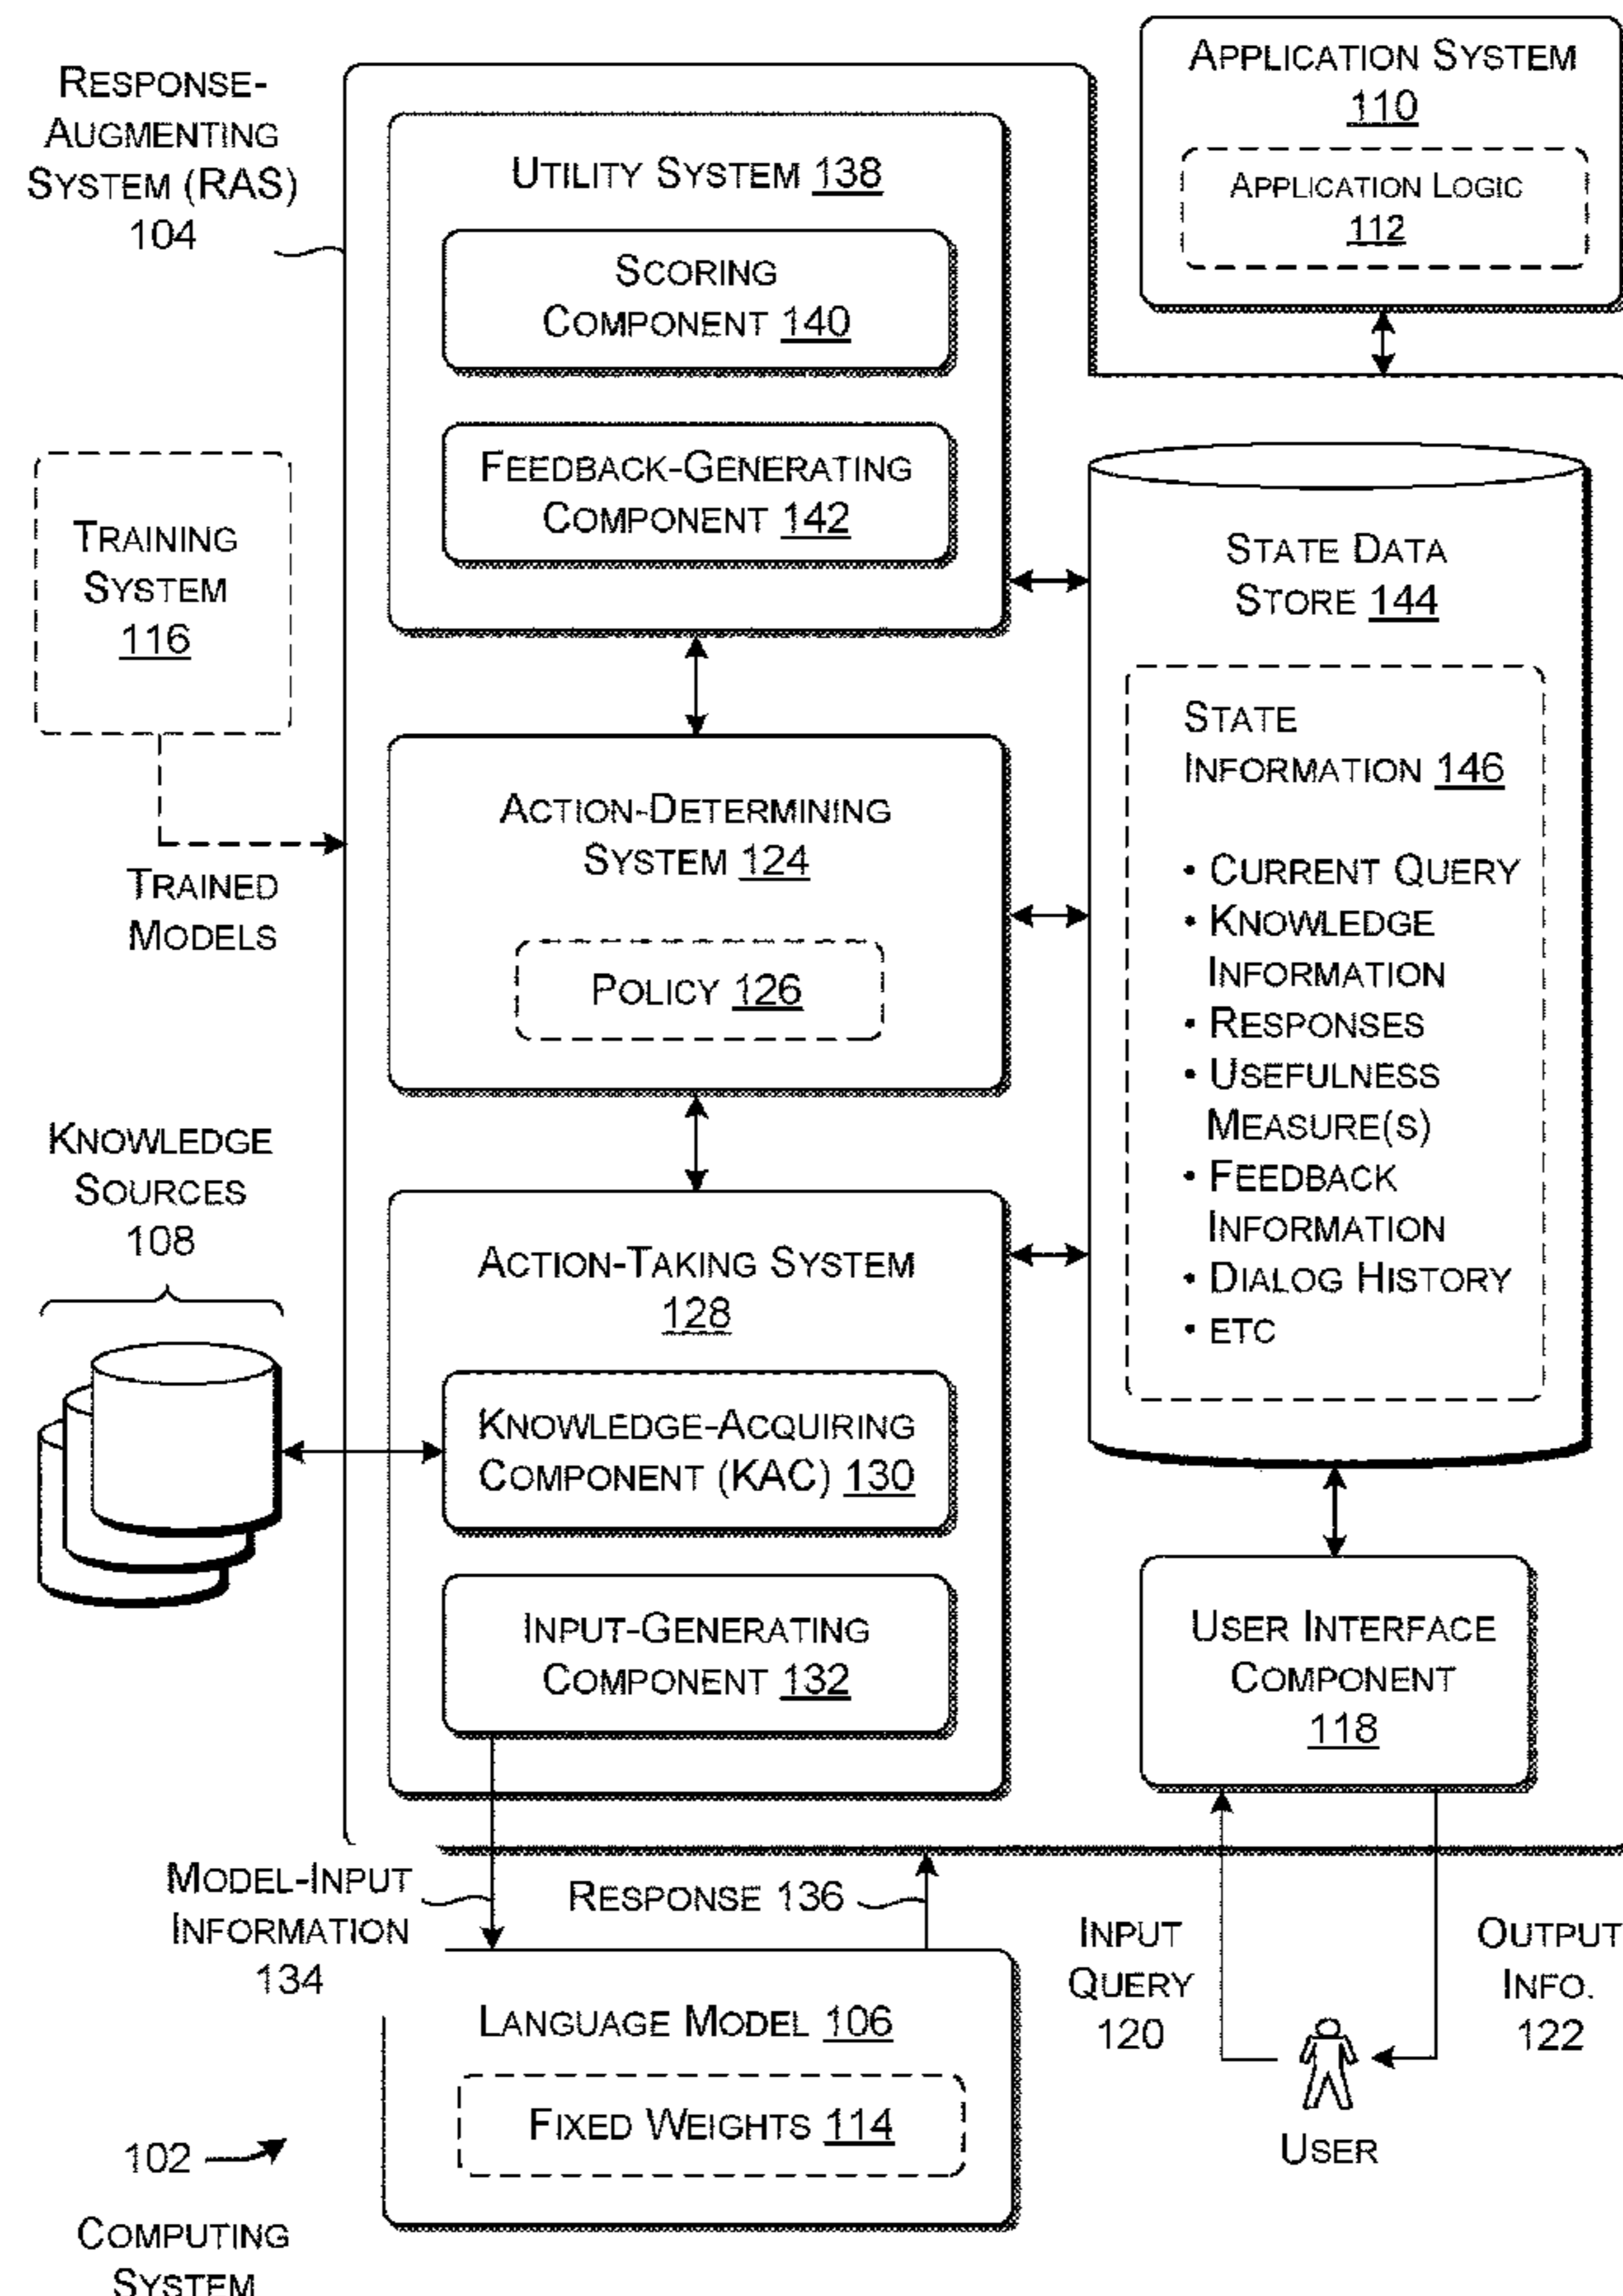 RESPONSE-
AUGMENTING
SYSTEM (RAS)
104
APPLICATION SYSTEM
110
APPLICATION LOGIC
112
UTILITY SYSTEM 138
SCORING
COMPONENT 140
FEEDBACK-GENERATING
COMPONENT 142
TRAINING
SYSTEM
116
TRAINED
MODELS
ACTION-DETERMINING
SYSTEM 124
POLICY 126
STATE DATA
STORE 144
STATE
INFORMATION 146
• CURRENT QUERY
• KNOWLEDGE
INFORMATION
• RESPONSES
• USEFULNESS
MEASURE(S)
• FEEDBACK
INFORMATION
• DIALOG HISTORY
• ETC
KNOWLEDGE
SOURCES
108
ACTION-TAKING SYSTEM
128
KNOWLEDGE-ACQUIRING
COMPONENT (KAC) 130
INPUT-GENERATING
COMPONENT 132
USER INTERFACE
COMPONENT
118
MODEL-INPUT
INFORMATION
134
RESPONSE 136
INPUT
QUERY
120
OUTPUT
INFO.
122
LANGUAGE MODEL 106
FIXED WEIGHTS 114
USER
102
COMPUTING
SYSTEM